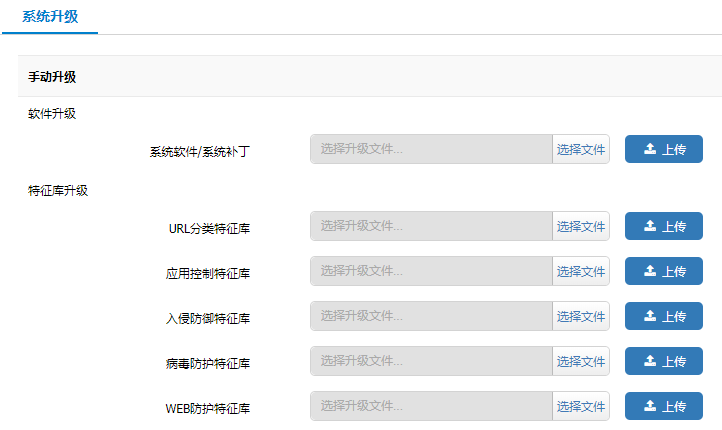 系统升级
手动升级
软件升级
系统软件/系统补丁 选择升级文件... 选择文件 上传
特征库升级
URL分类特征库 选择升级文件... 选择文件 上传
应用控制特征库 选择升级文件... 选择文件 上传
入侵防御特征库 选择升级文件... 选择文件 上传
病毒防护特征库 选择升级文件... 选择文件 上传
WEB防护特征库 选择升级文件... 选择文件 上传